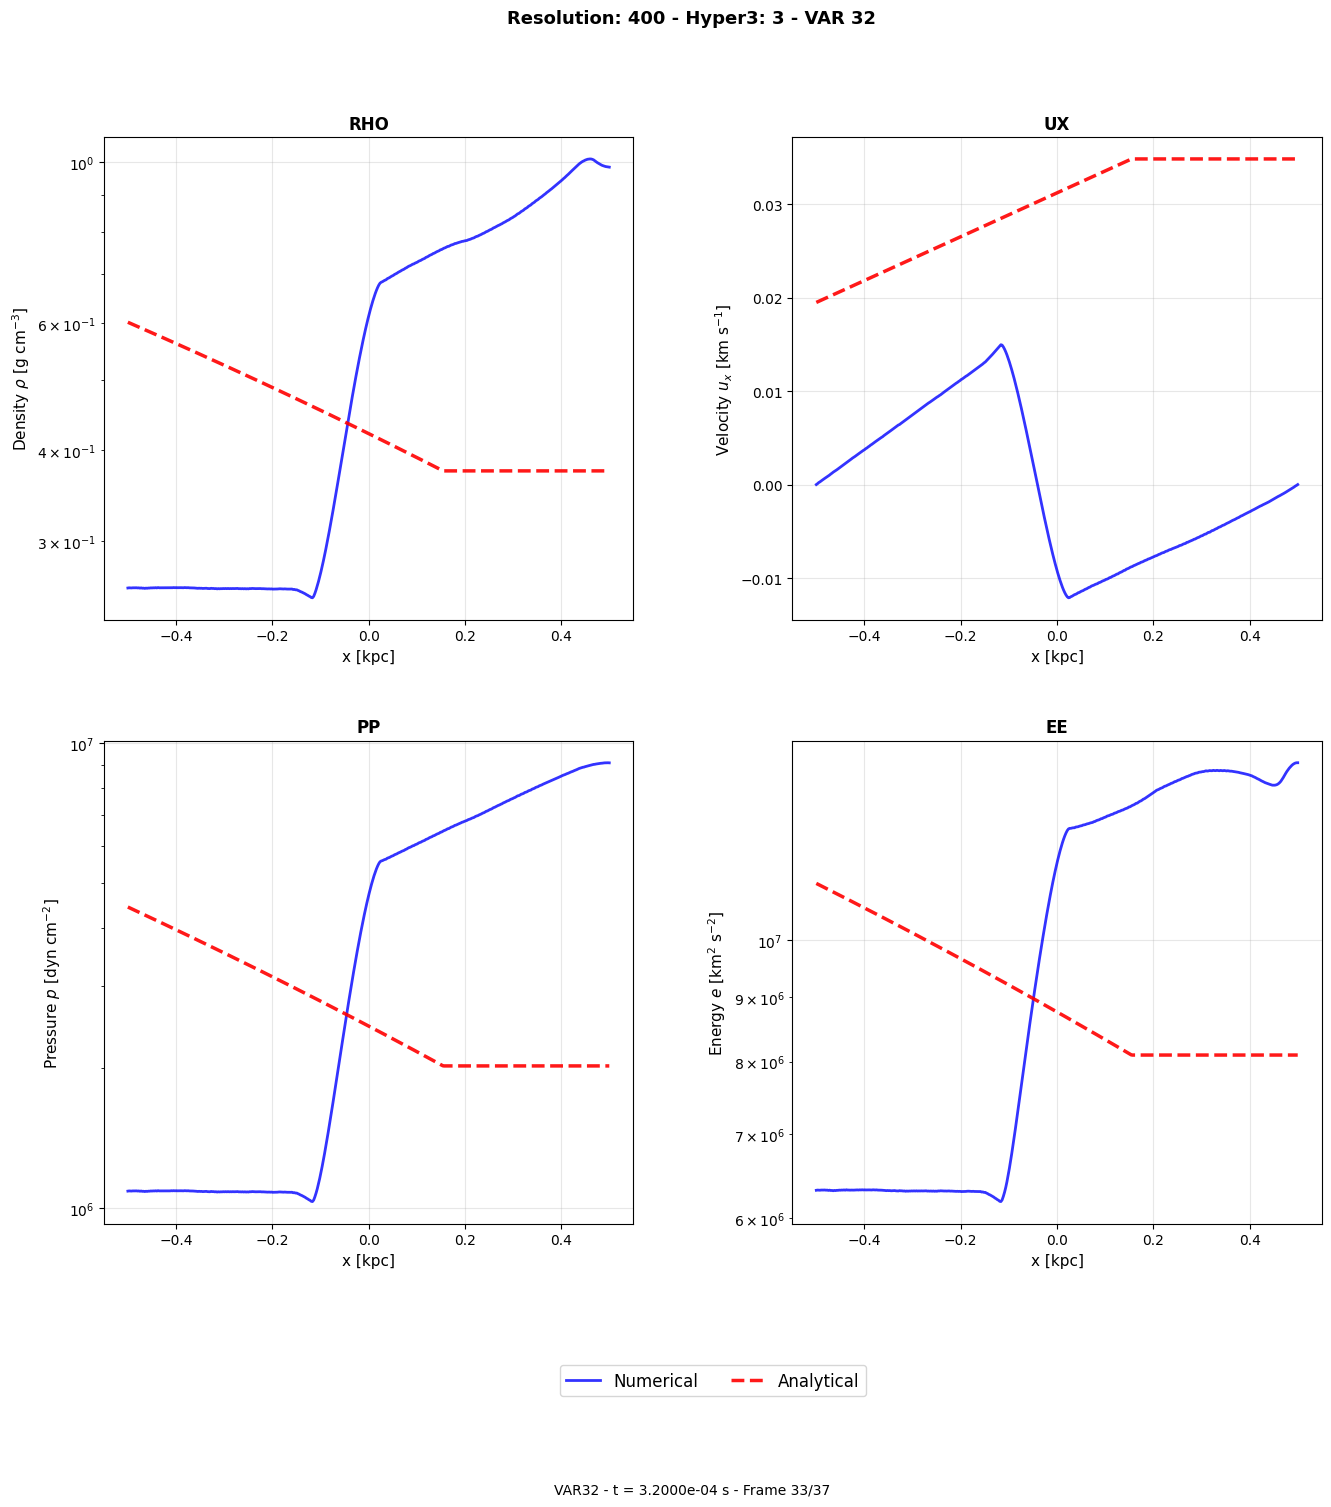 Resolution: 400 - Hyper3: 3 - VAR 32
RHO
10⁰
6 × 10⁻¹
4 × 10⁻¹
3 × 10⁻¹
Density ρ [g cm⁻³]
−0.4 −0.2 0.0 0.2 0.4
x [kpc]
UX
0.03
0.02
0.01
0.00
−0.01
Velocity uₓ [km s⁻¹]
−0.4 −0.2 0.0 0.2 0.4
x [kpc]
PP
10⁷
10⁶
Pressure p [dyn cm⁻²]
−0.4 −0.2 0.0 0.2 0.4
x [kpc]
EE
10⁷
9 × 10⁶
8 × 10⁶
7 × 10⁶
6 × 10⁶
Energy e [km² s⁻²]
−0.4 −0.2 0.0 0.2 0.4
x [kpc]
Numerical Analytical
VAR32 - t = 3.2000e-04 s - Frame 33/37